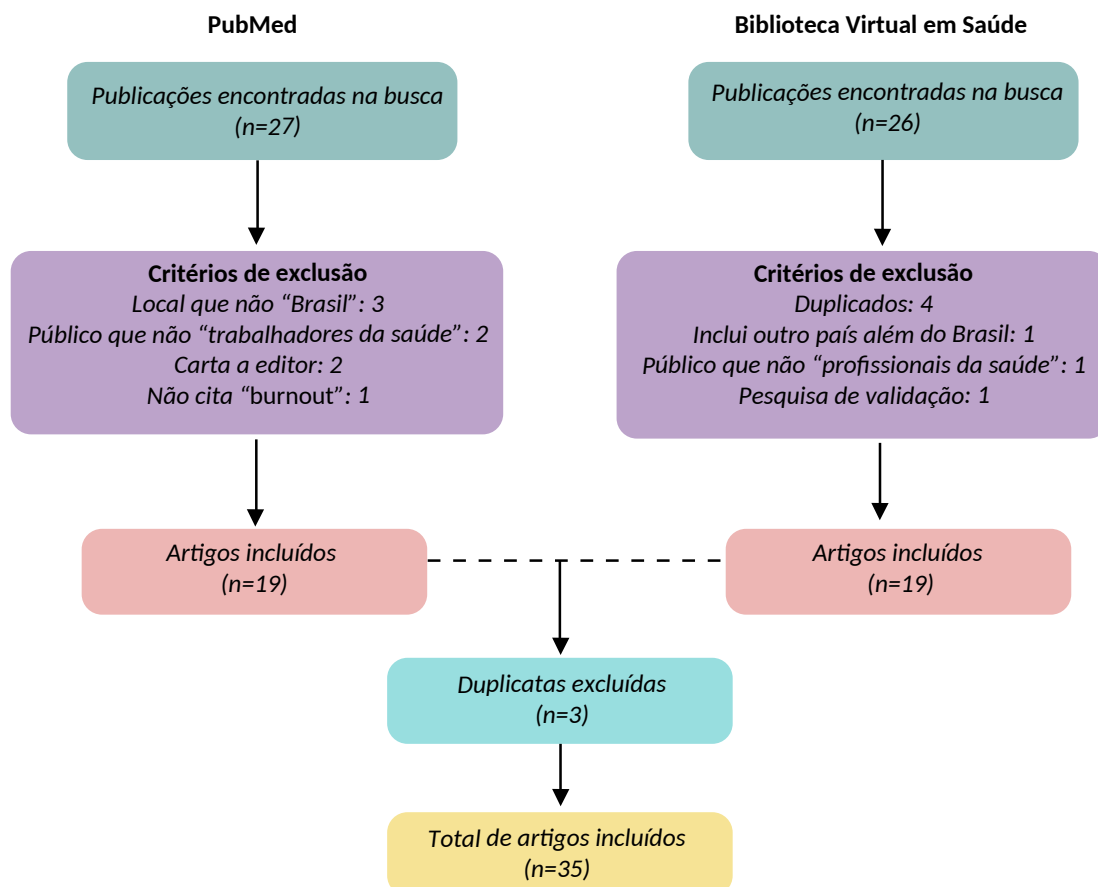 PubMed
Publicações encontradas na busca
(n=27)
Critérios de exclusão
Local que não “Brasil”: 3
Público que não “trabalhadores da saúde”: 2
Carta a editor: 2
Não cita “burnout”: 1
Artigos incluídos
(n=19)
Biblioteca Virtual em Saúde
Publicações encontradas na busca
(n=26)
Critérios de exclusão
Duplicados: 4
Inclui outro país além do Brasil: 1
Público que não “profissionais da saúde”: 1
Pesquisa de validação: 1
Artigos incluídos
(n=19)
Duplicatas excluídas
(n=3)
Total de artigos incluídos
(n=35)